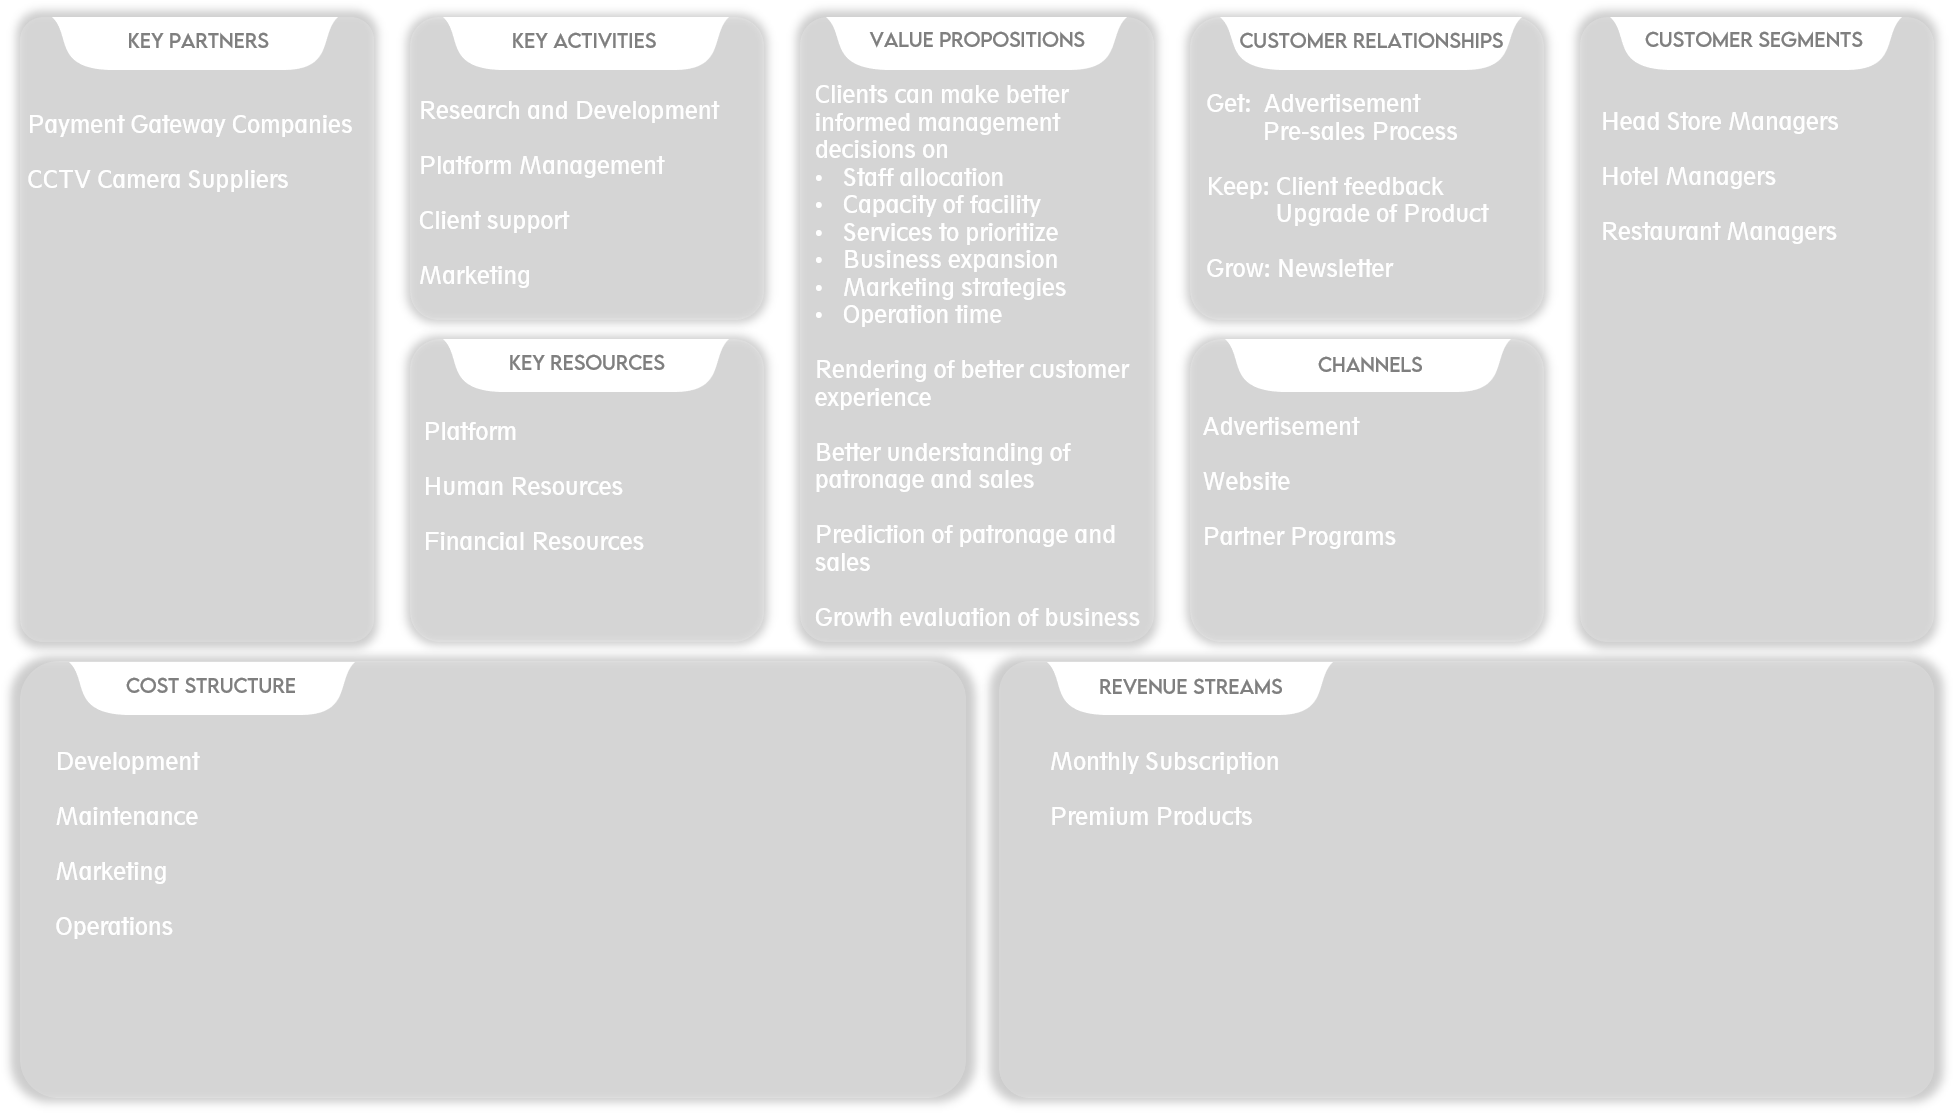 KEY PARTNERS
Payment Gateway Companies
CCTV Camera Suppliers
KEY ACTIVITIES
Research and Development
Platform Management
Client support
Marketing
KEY RESOURCES
Platform
Human Resources
Financial Resources
VALUE PROPOSITIONS
Clients can make better
informed management
decisions on
• Staff allocation
• Capacity of facility
• Services to prioritize
• Business expansion
• Marketing strategies
• Operation time
Rendering of better customer
experience
Better understanding of
patronage and sales
Prediction of patronage and
sales
Growth evaluation of business
CUSTOMER RELATIONSHIPS
Get: Advertisement
Pre-sales Process
Keep: Client feedback
Upgrade of Product
Grow: Newsletter
CHANNELS
Advertisement
Website
Partner Programs
CUSTOMER SEGMENTS
Head Store Managers
Hotel Managers
Restaurant Managers
COST STRUCTURE
Development
Maintenance
Marketing
Operations
REVENUE STREAMS
Monthly Subscription
Premium Products